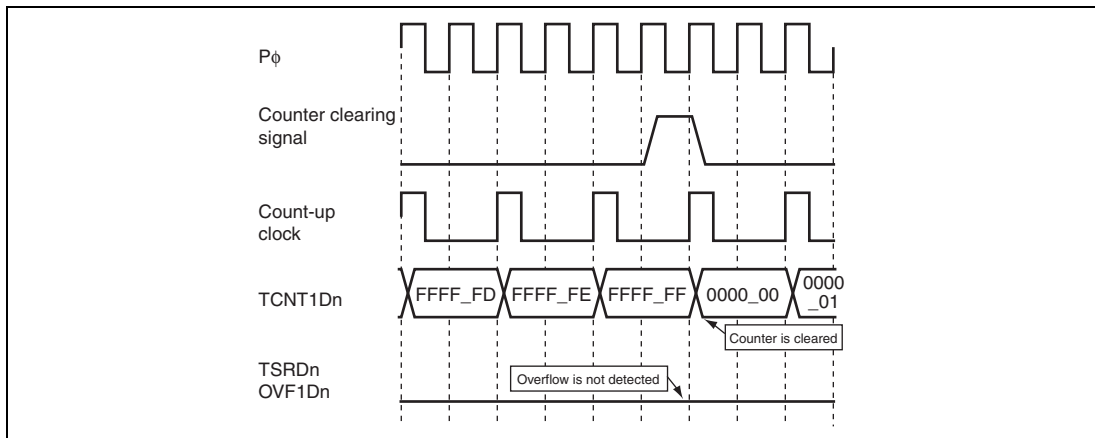 Pϕ
Counter clearing
signal
Count-up
clock
TCNT1Dn
FFFF_FD
FFFF_FE
FFFF_FF
0000_00
0000
_01
Counter is cleared
TSRDn
OVF1Dn
Overflow is not detected